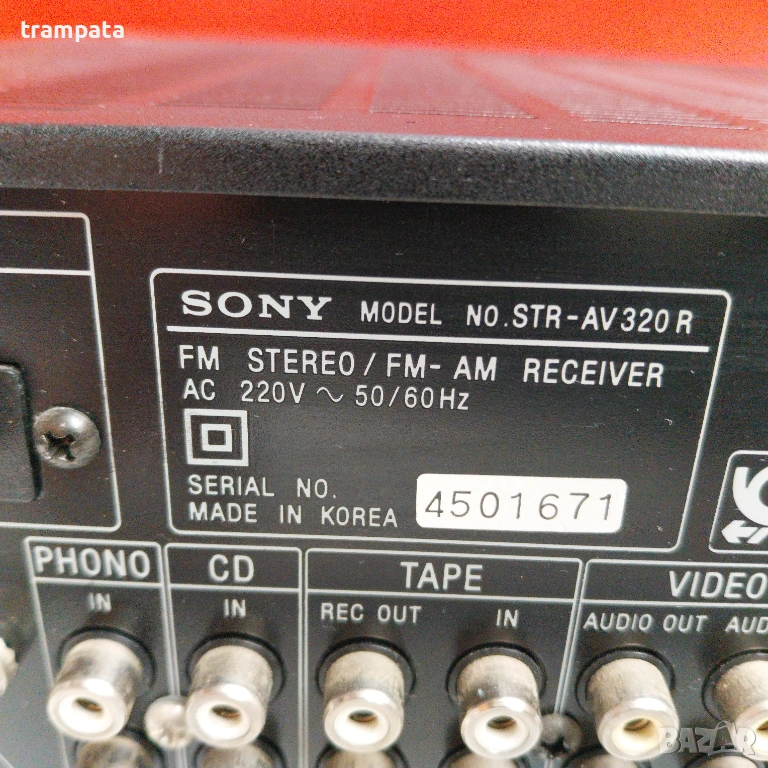 trampata
SONY MODEL NO. STR-AV320R
FM STEREO / FM-AM RECEIVER
AC 220V ~ 50/60Hz
SERIAL NO. 4501671
MADE IN KOREA
PHONO CD TAPE VIDEO
IN IN REC OUT IN AUDIO OUT
BAZAR